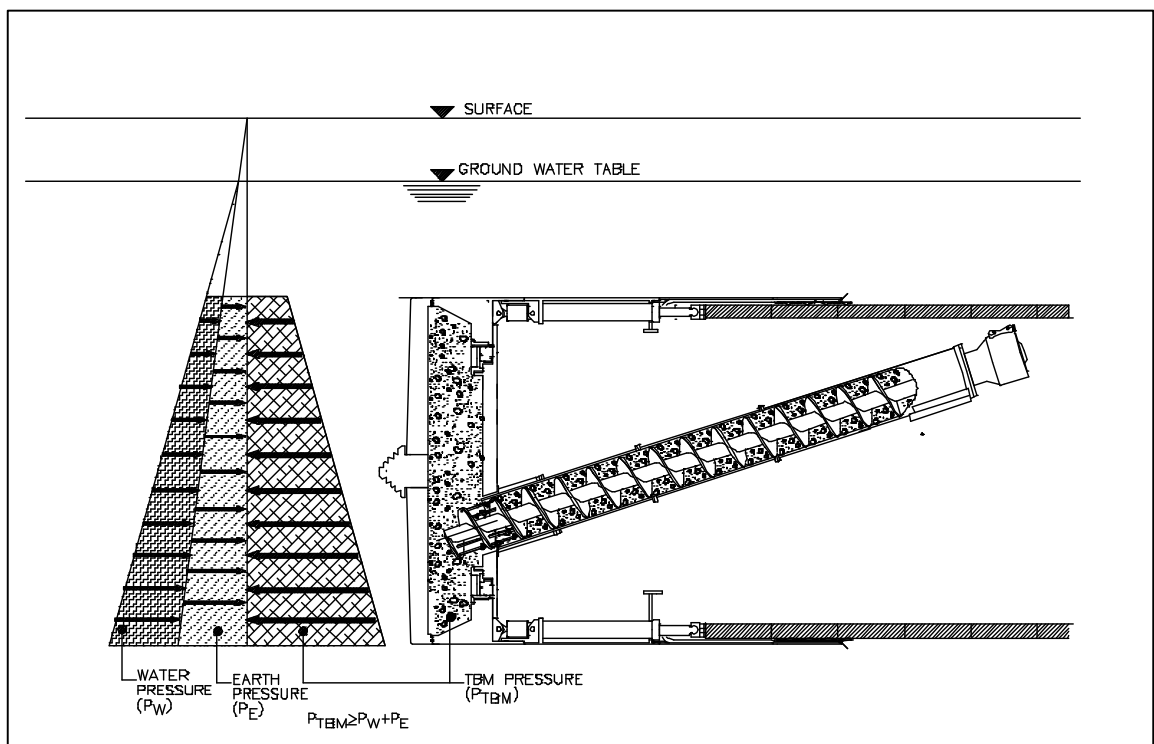 SURFACE
GROUND WATER TABLE
WATER
PRESSURE
(PW)
EARTH
PRESSURE
(PE)
TBM PRESSURE
(PTBM)
PTBM≥PW+PE